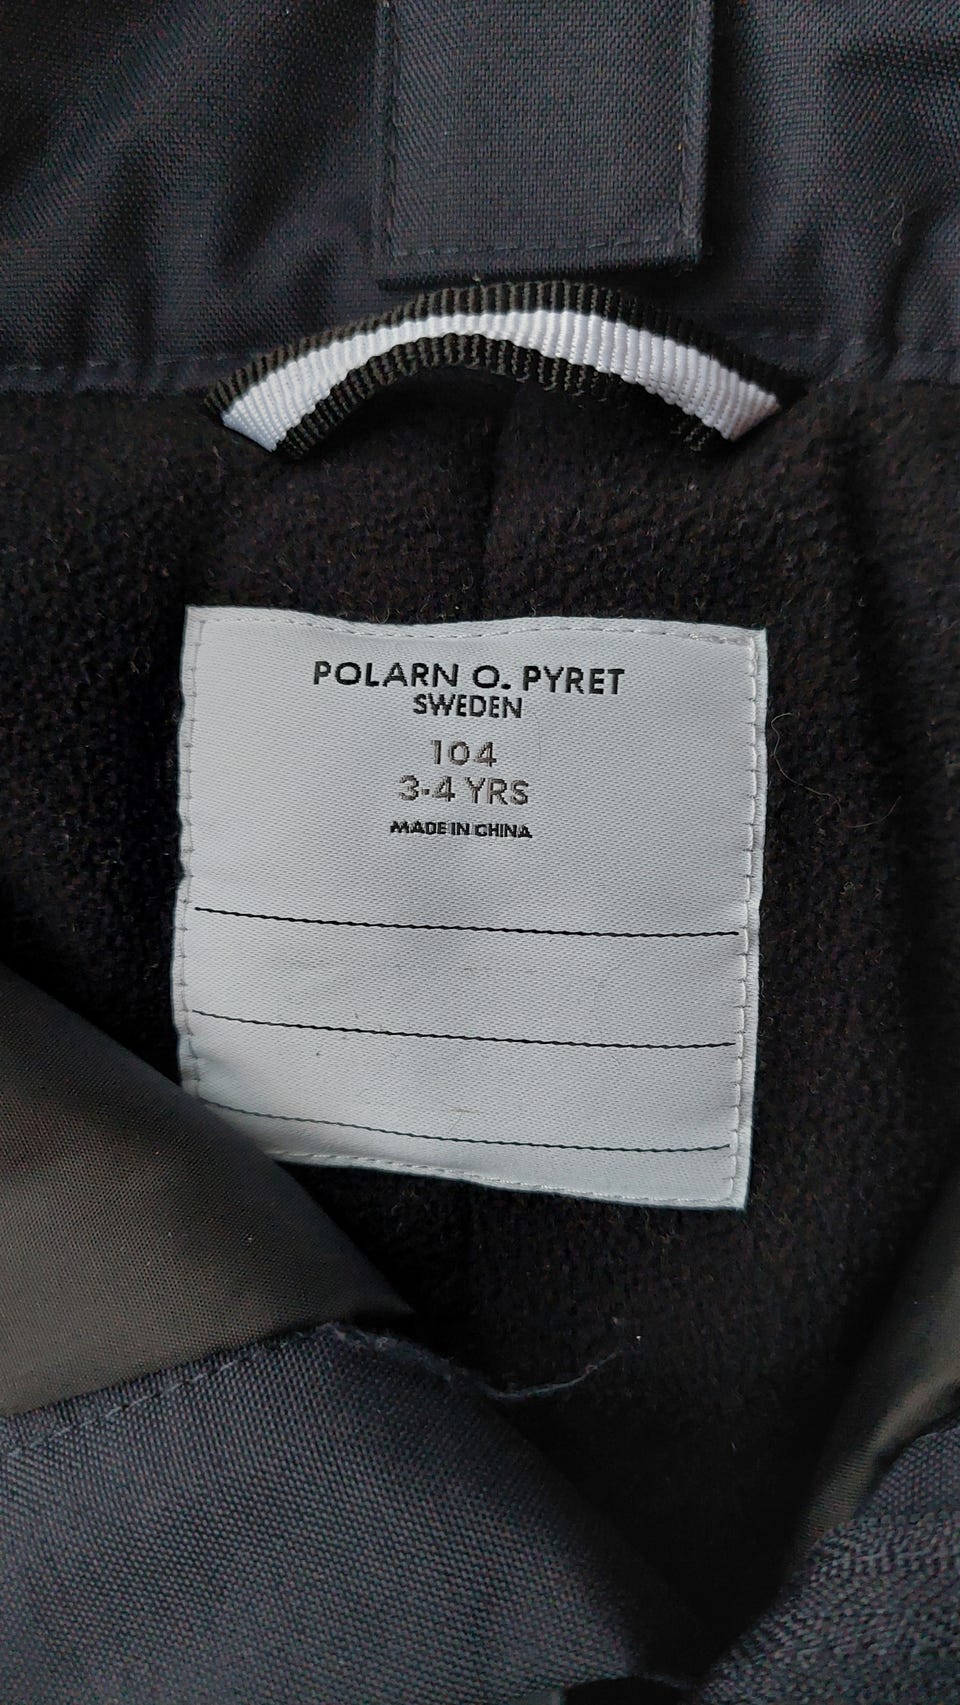 POLARN O. PYRET
SWEDEN
104
3-4 YRS
MADE IN CHINA